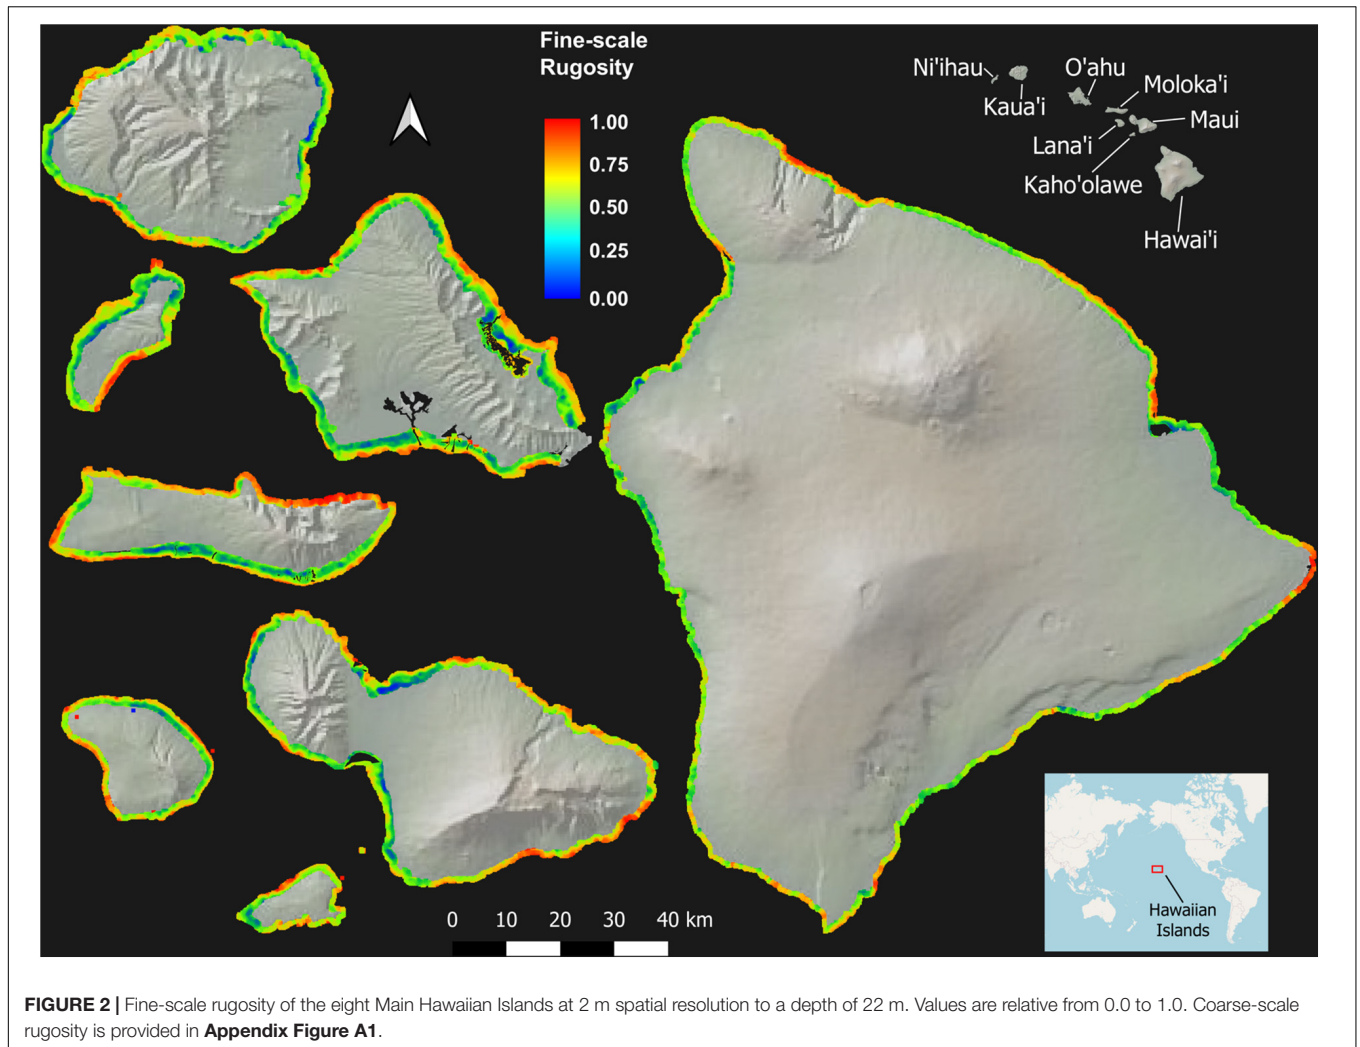 Fine-scale
Rugosity
1.00
0.75
0.50
0.25
0.00
Ni'ihau
Kaua'i
O'ahu
Moloka'i
Maui
Lana'i
Kaho'olawe
Hawai'i
0 10 20 30 40 km
Hawaiian
Islands
FIGURE 2 | Fine-scale rugosity of the eight Main Hawaiian Islands at 2 m spatial resolution to a depth of 22 m. Values are relative from 0.0 to 1.0. Coarse-scale
rugosity is provided in Appendix Figure A1.